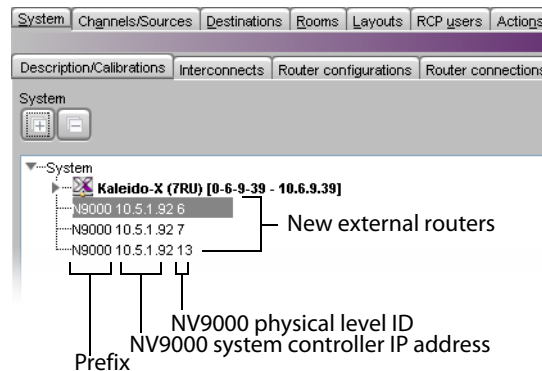 System Channels/Sources Destinations Rooms Layouts RCP users Actions
Description/Calibrations Interconnects Router configurations Router connections
System
System
Kaleido-X (7RU) [0-6-9-39 - 10.6.9.39]
N9000 10.5.1.92 6
N9000 10.5.1.92 7
N9000 10.5.1.92 13
New external routers
NV9000 physical level ID
NV9000 system controller IP address
Prefix